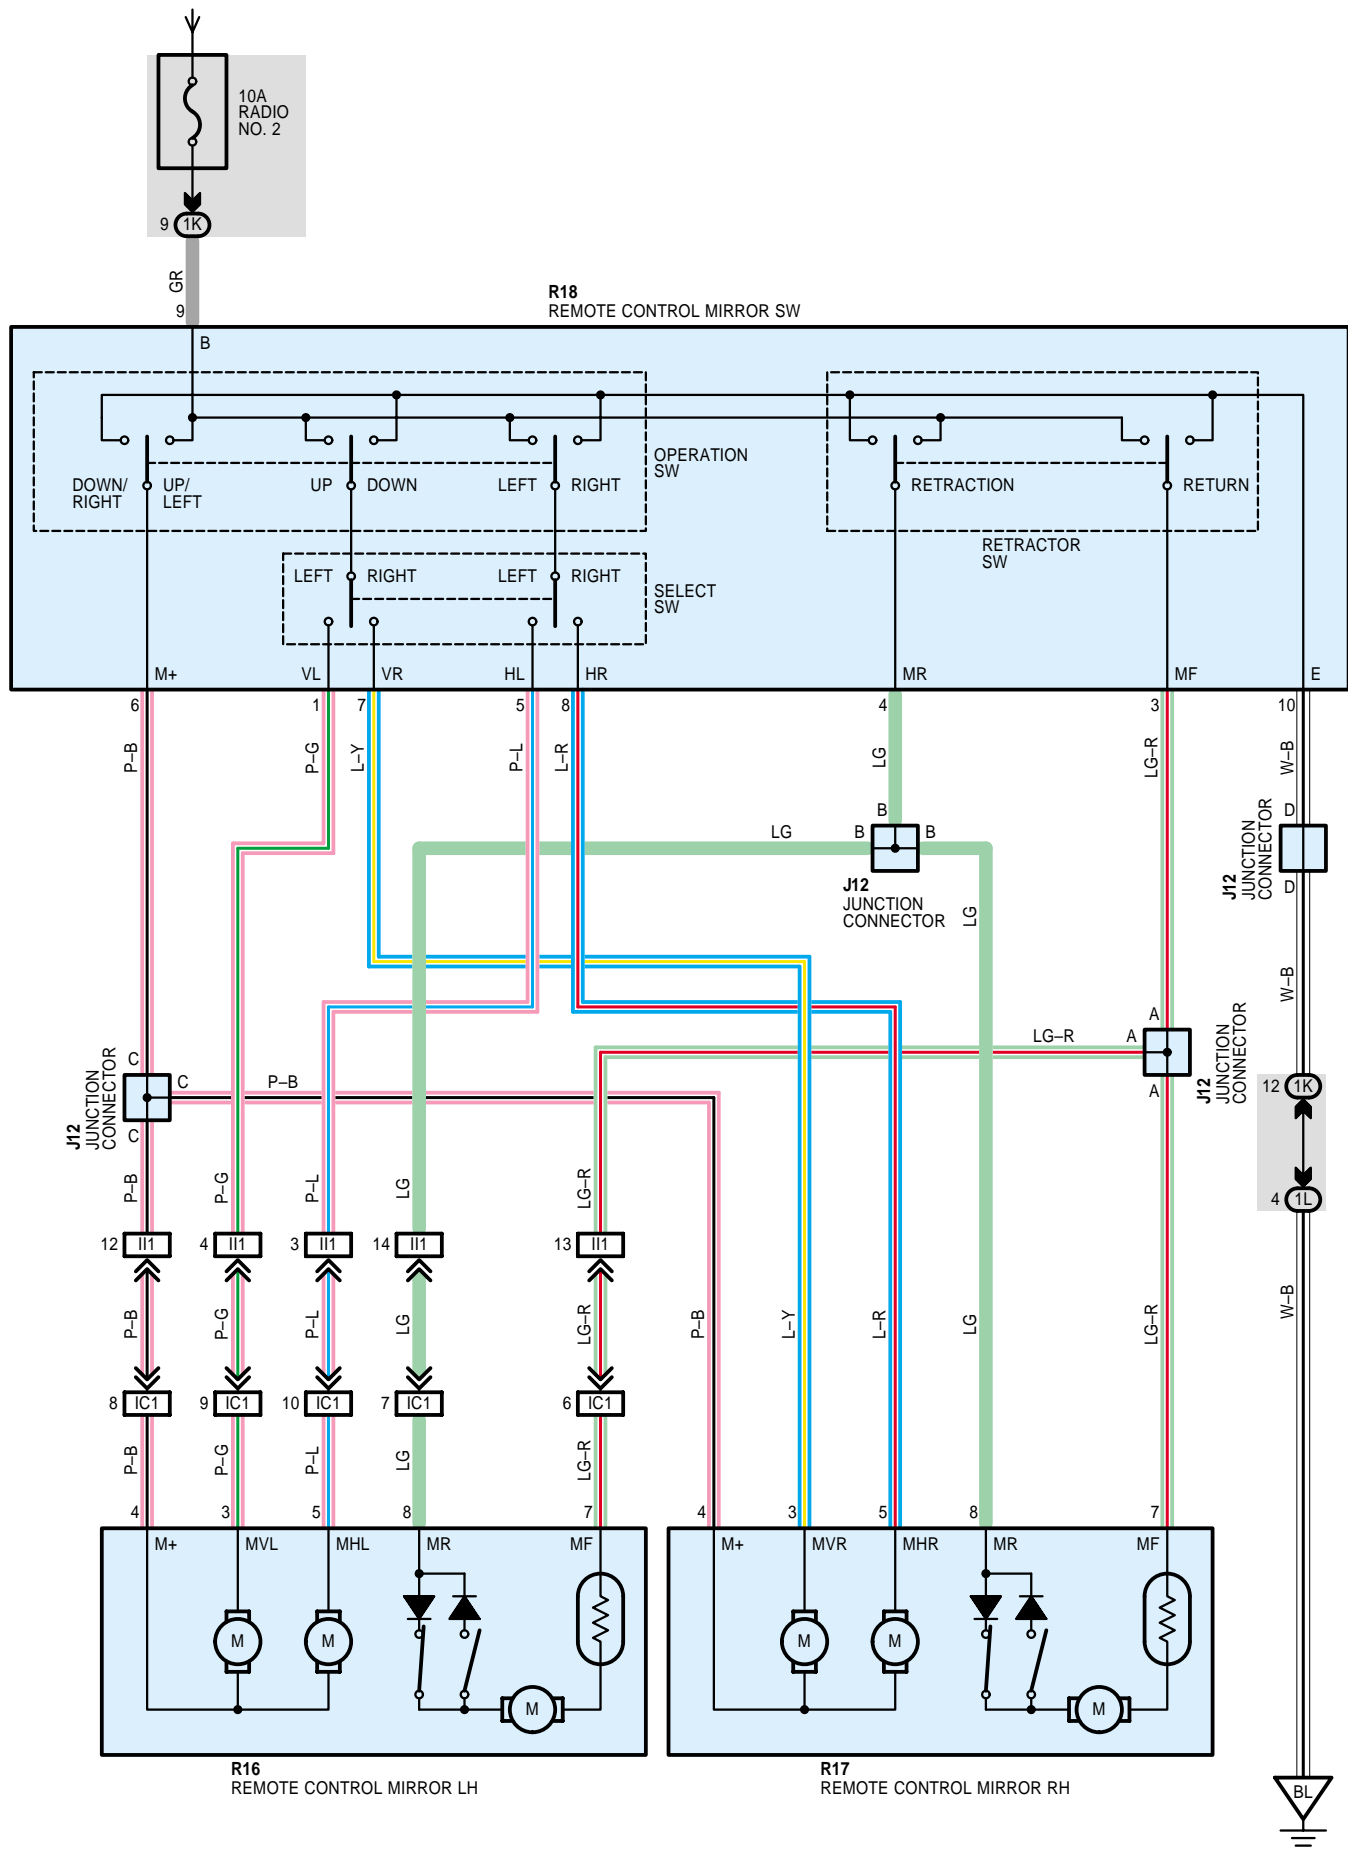 10A
RADIO
NO. 2
9 1K
GR
9
R18
REMOTE CONTROL MIRROR SW
B
OPERATION
SW
DOWN/
RIGHT
UP/
LEFT
UP
DOWN
LEFT
RIGHT
RETRACTION
RETURN
RETRACTOR
SW
LEFT
RIGHT
LEFT
RIGHT
SELECT
SW
M+
VL
VR
HL
HR
MR
MF
E
6
1
7
5
8
4
3
10
P–B
P–G
L–Y
P–L
L–R
LG
LG–R
W–B
B
LG
B
B
J12
JUNCTION
CONNECTOR
LG
D
J12
JUNCTION
CONNECTOR
D
W–B
A
LG–R
A
A
J12
JUNCTION
CONNECTOR
C
C
P–B
C
J12
JUNCTION
CONNECTOR
12 1K
4 1L
P–B
P–G
P–L
LG
LG–R
12 II1
4 II1
3 II1
14 II1
13 II1
P–B
P–G
P–L
LG
LG–R
P–B
L–Y
L–R
LG
LG–R
W–B
8 IC1
9 IC1
10 IC1
7 IC1
6 IC1
P–B
P–G
P–L
LG
LG–R
4
3
5
8
7
4
3
5
8
7
M+
MVL
MHL
MR
MF
M+
MVR
MHR
MR
MF
M
M
M
M
M
M
R16
REMOTE CONTROL MIRROR LH
R17
REMOTE CONTROL MIRROR RH
BL